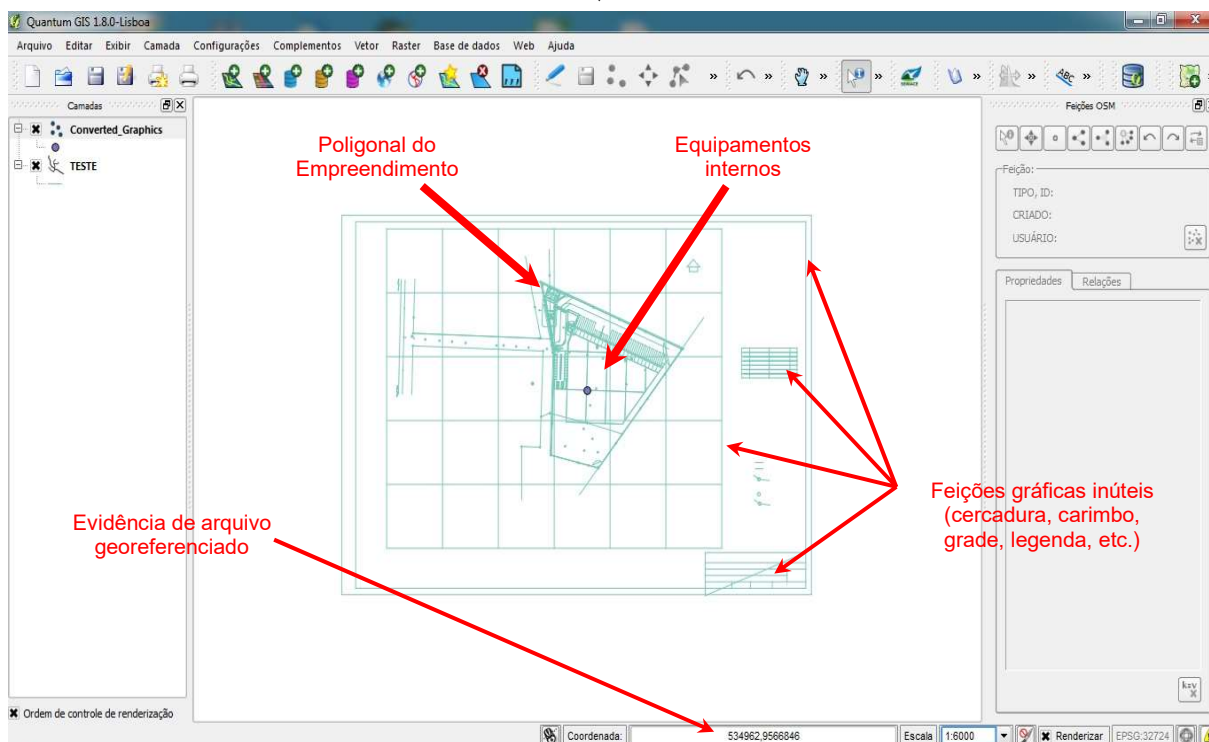 Quantum GIS 1.8.0-Lisboa
Arquivo Editar Exibir Camada Configurações Complementos Vetor Raster Base de dados Web Ajuda
Camadas
Converted_Graphics
TESTE
Ordem de controle de renderização
Poligonal do
Empreendimento
Equipamentos
internos
Evidência de arquivo
georeferenciado
Feições gráficas inúteis
(cercadura, carimbo,
grade, legenda, etc.)
Feições OSM
Feição:
TIPO, ID:
CRIADO:
USUÁRIO:
Propriedades Relações
Coordenada: 534962,9566846 Escala 1:6000 Renderizar EPSG:32724